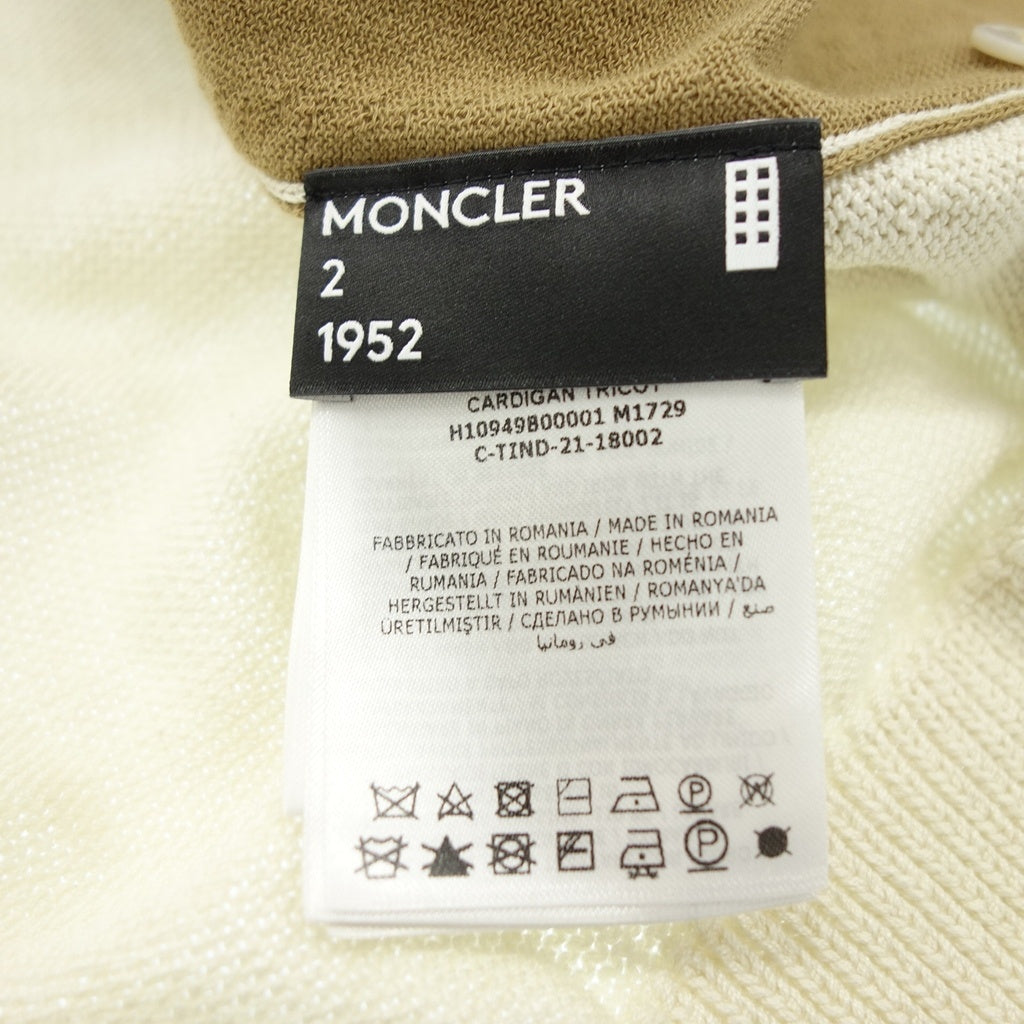 MONCLER
2
1952
CARDIGAN TRICOT
H10949B00001 M1729
C-TIND-21-18002
FABBRICATO IN ROMANIA / MADE IN ROMANIA
/ FABRIQUÉ EN ROUMANIE / HECHO EN
RUMANIA / FABRICADO NA ROMÉNIA /
HERGESTELLT IN RUMÄNIEN / ROMANYA'DA
ÜRETILMIŞTIR / СДЕЛАНО В РУМЫНИИ / صنع
في رومانيا
P W
P